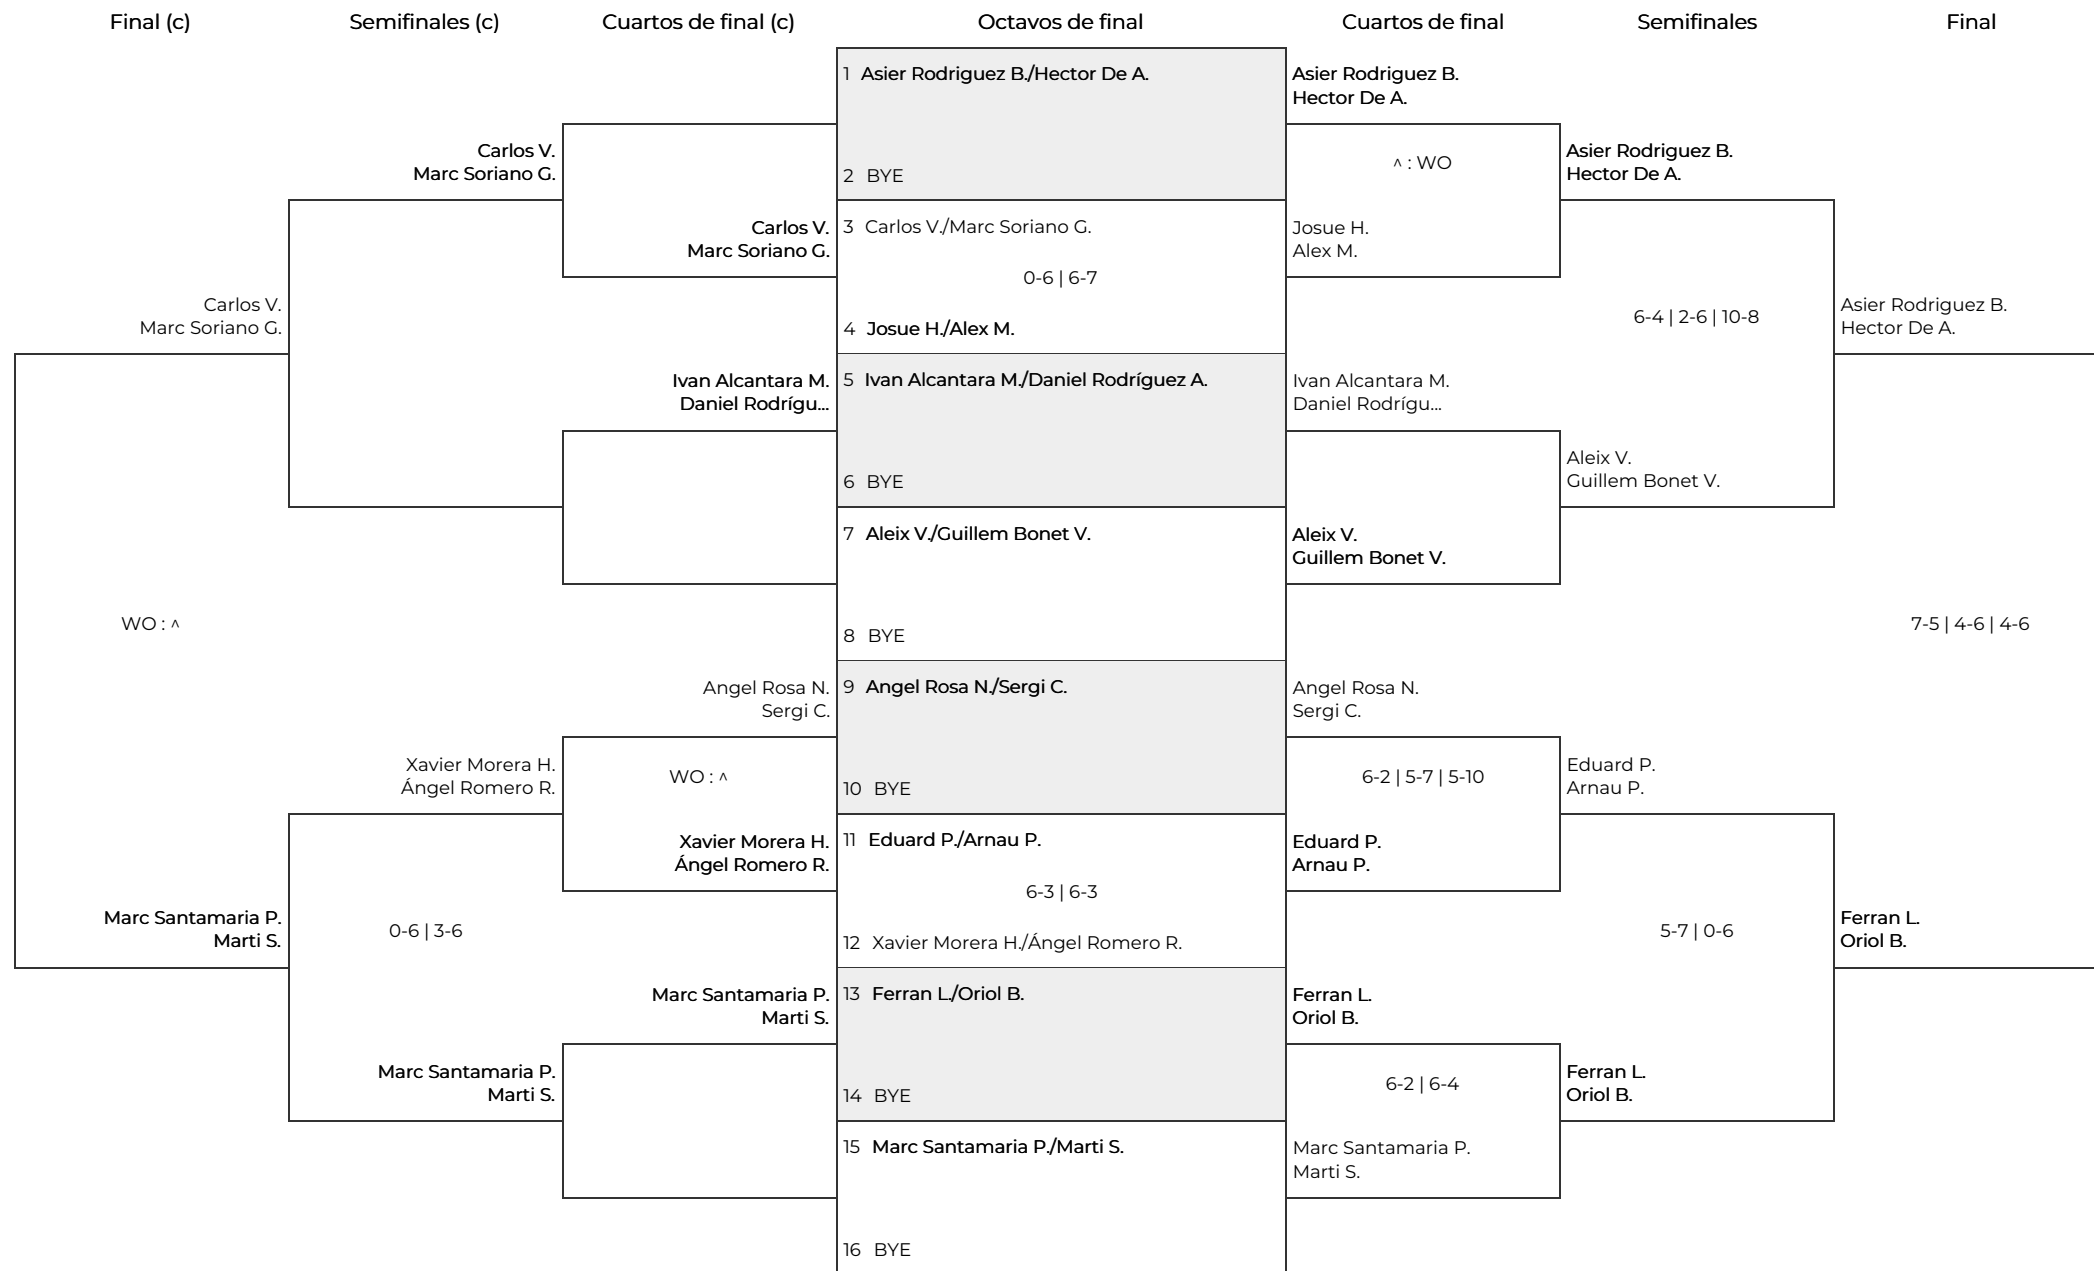 Final (c)
Semifinales (c)
Cuartos de final (c)
Octavos de final
Cuartos de final
Semifinales
Final
Carlos V.
Marc Soriano G.
WO : ^
Marc Santamaria P.
Marti S.
Carlos V.
Marc Soriano G.
Xavier Morera H.
Ángel Romero R.
0-6 | 3-6
Marc Santamaria P.
Marti S.
Carlos V.
Marc Soriano G.
Ivan Alcantara M.
Daniel Rodrígu...
Angel Rosa N.
Sergi C.
WO : ^
Xavier Morera H.
Ángel Romero R.
Marc Santamaria P.
Marti S.
1 Asier Rodriguez B./Hector De A.
2 BYE
3 Carlos V./Marc Soriano G.
0-6 | 6-7
4 Josue H./Alex M.
5 Ivan Alcantara M./Daniel Rodríguez A.
6 BYE
7 Aleix V./Guillem Bonet V.
8 BYE
9 Angel Rosa N./Sergi C.
10 BYE
11 Eduard P./Arnau P.
6-3 | 6-3
12 Xavier Morera H./Ángel Romero R.
13 Ferran L./Oriol B.
14 BYE
15 Marc Santamaria P./Marti S.
16 BYE
Asier Rodriguez B.
Hector De A.
^ : WO
Josue H.
Alex M.
Ivan Alcantara M.
Daniel Rodrígu...
Aleix V.
Guillem Bonet V.
Angel Rosa N.
Sergi C.
6-2 | 5-7 | 5-10
Eduard P.
Arnau P.
Ferran L.
Oriol B.
6-2 | 6-4
Marc Santamaria P.
Marti S.
Asier Rodriguez B.
Hector De A.
6-4 | 2-6 | 10-8
Aleix V.
Guillem Bonet V.
Eduard P.
Arnau P.
5-7 | 0-6
Ferran L.
Oriol B.
Asier Rodriguez B.
Hector De A.
7-5 | 4-6 | 4-6
Ferran L.
Oriol B.